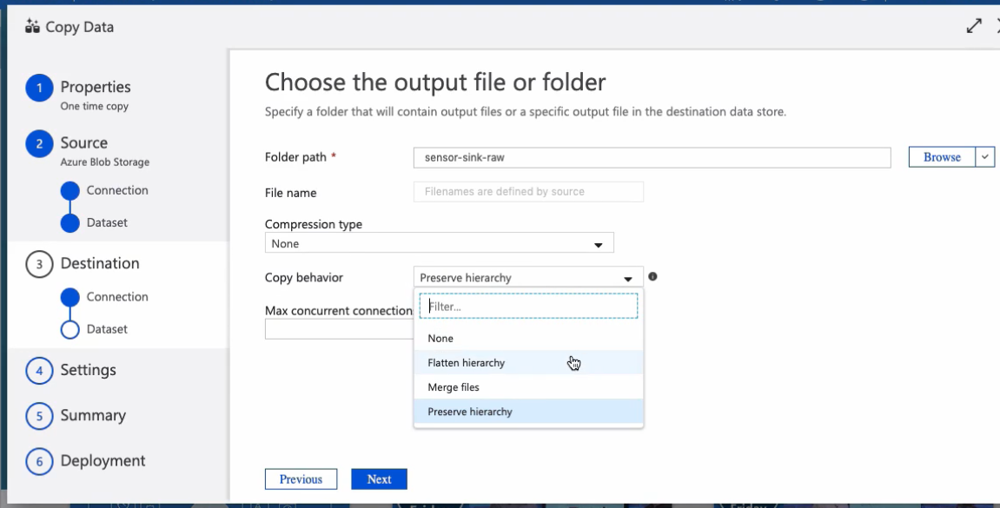 Copy Data
1 Properties
One time copy
2 Source
Azure Blob Storage
Connection
Dataset
3 Destination
Connection
Dataset
4 Settings
5 Summary
6 Deployment
Choose the output file or folder
Specify a folder that will contain output files or a specific output file in the destination data store.
Folder path * sensor-sink-raw Browse
File name Filenames are defined by source
Compression type
None
Copy behavior Preserve hierarchy
Filter...
Max concurrent connection
None
Flatten hierarchy
Merge files
Preserve hierarchy
Previous Next